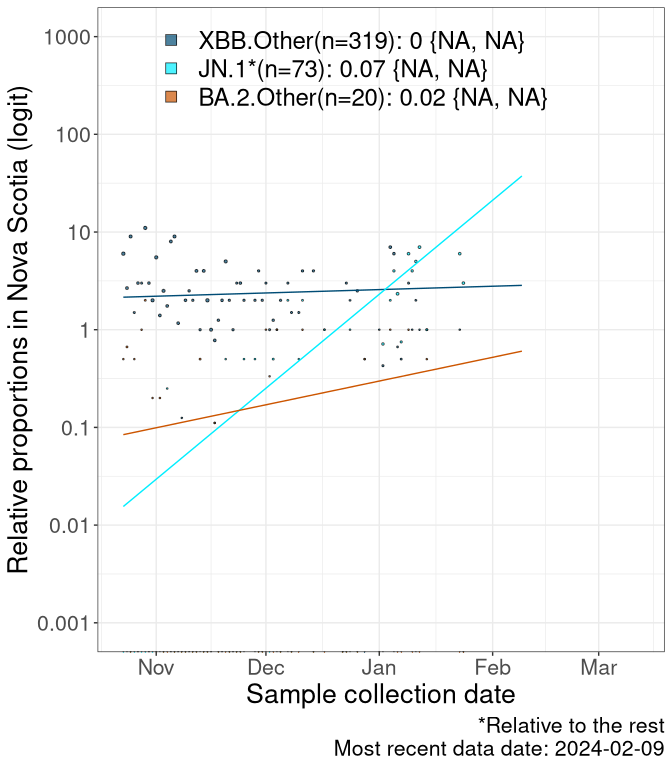 XBB.Other(n=319): 0 {NA, NA}
JN.1*(n=73): 0.07 {NA, NA}
BA.2.Other(n=20): 0.02 {NA, NA}
Relative proportions in Nova Scotia (logit)
1000
100
10
1
0.1
0.01
0.001
Nov Dec Jan Feb Mar
Sample collection date
*Relative to the rest
Most recent data date: 2024-02-09